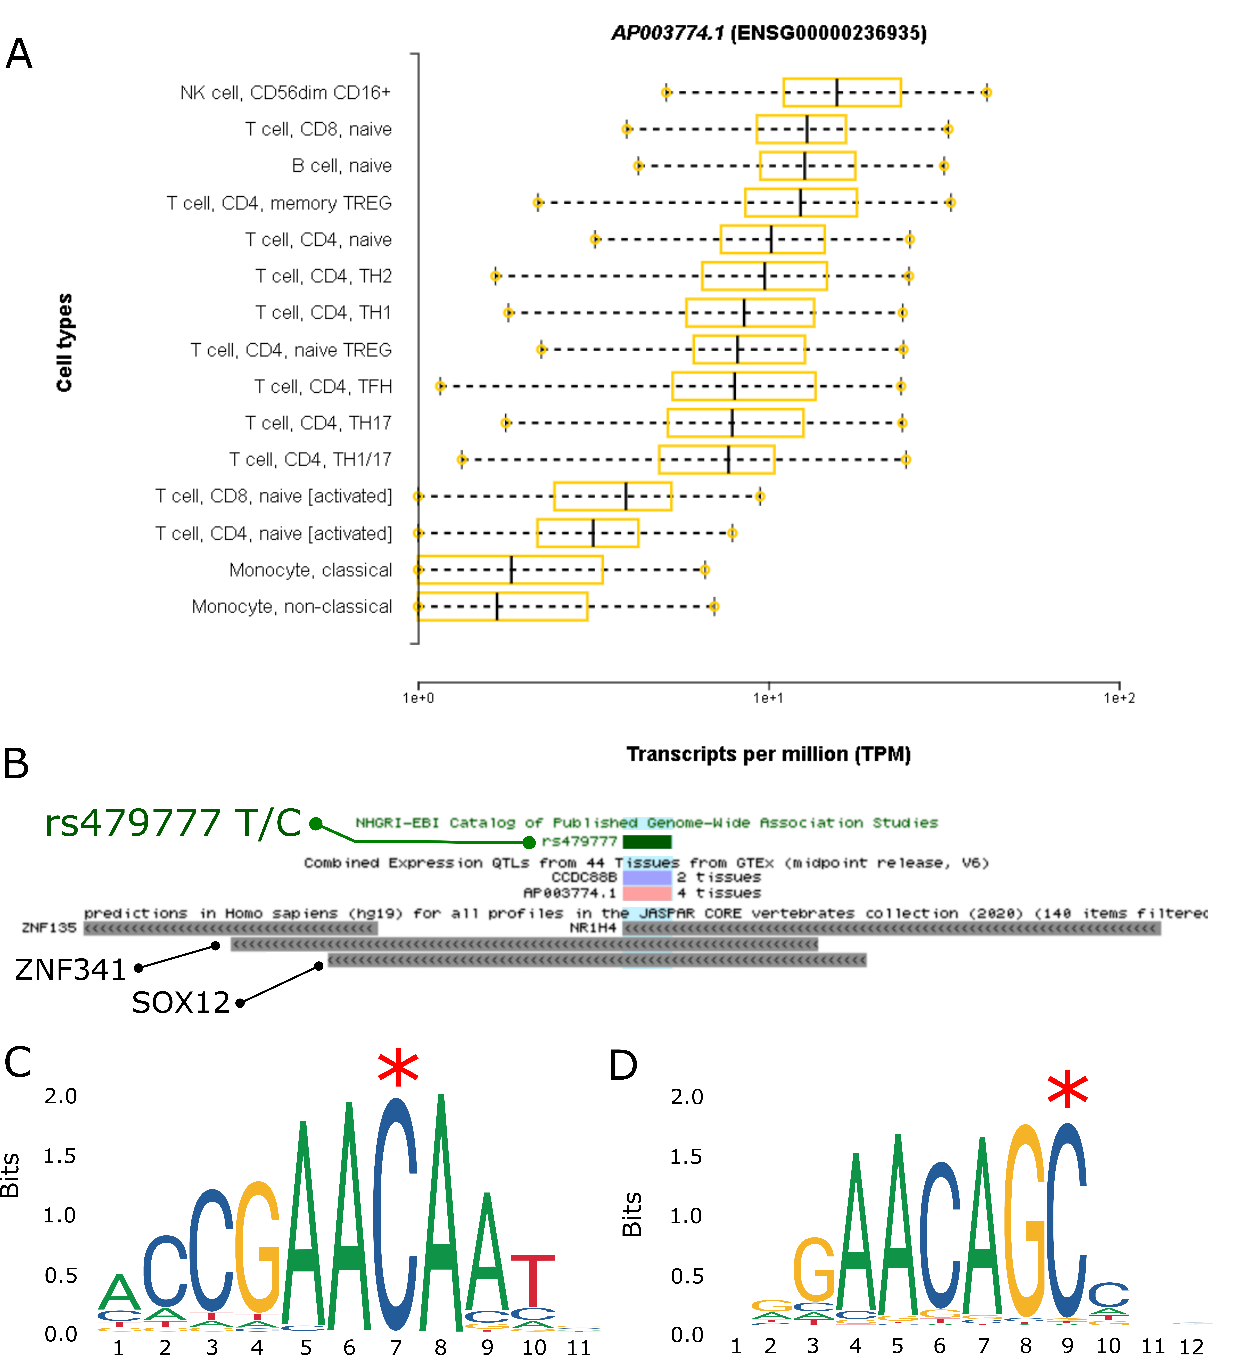 A
AP003774.1 (ENSG00000236935)
Cell types
NK cell, CD56dim CD16+
T cell, CD8, naive
B cell, naive
T cell, CD4, memory TREG
T cell, CD4, naive
T cell, CD4, TH2
T cell, CD4, TH1
T cell, CD4, naive TREG
T cell, CD4, TFH
T cell, CD4, TH17
T cell, CD4, TH1/17
T cell, CD8, naive [activated]
T cell, CD4, naive [activated]
Monocyte, classical
Monocyte, non-classical
1e+0 1e+1 1e+2
Transcripts per million (TPM)
B
rs479777 T/C
NHGRI-EBI Catalog of Published Genome-Wide Association Studies
rs479777
Combined Expression QTLs from 44 Tissues from GTEx (midpoint release, V6)
CCDC88B 2 tissues
AP003774.1 4 tissues
predictions in Homo sapiens (hg19) for all profiles in the JASPAR CORE vertebrates collection (2020) (140 items filtered
ZNF135 NR1H4
ZNF341
SOX12
C
*
Bits
2.0
1.5
1.0
0.5
0.0
ACCGAACAAT
1 2 3 4 5 6 7 8 9 10 11
D
*
Bits
2.0
1.5
1.0
0.5
0.0
GGAACAGCC
1 2 3 4 5 6 7 8 9 10 11 12